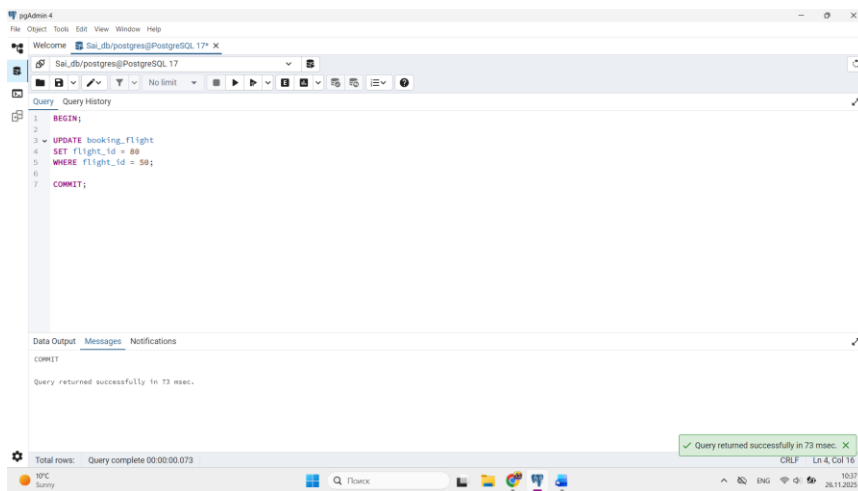 pgAdmin 4
File Object Tools Edit View Window Help
Welcome Sai_db/postgres@PostgreSQL 17* X
Sai_db/postgres@PostgreSQL 17
No limit
Query Query History
1 BEGIN;
2
3 UPDATE booking_flight
4 SET flight_id = 80
5 WHERE flight_id = 50;
6
7 COMMIT;
Data Output Messages Notifications
COMMIT
Query returned successfully in 73 msec.
Query returned successfully in 73 msec. X
Total rows: Query complete 00:00:00.073 CRLF Ln 4, Col 16
10°C
Sunny
Поиск
ENG
10:37
26.11.2025